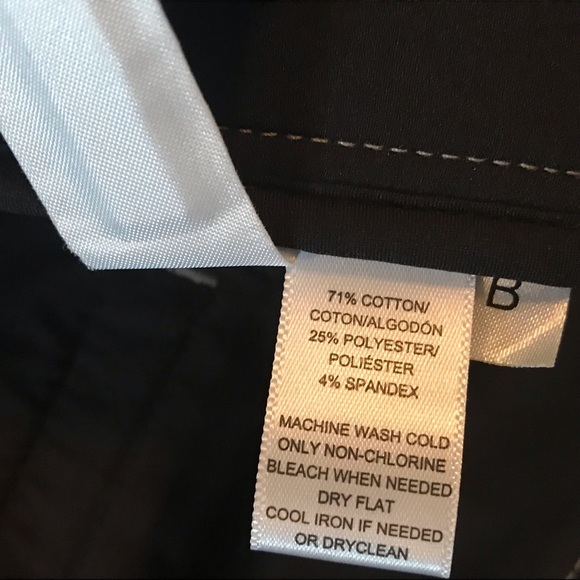 71% COTTON/
COTON/ALGODÓN
25% POLYESTER/
POLIÉSTER
4% SPANDEX
MACHINE WASH COLD
ONLY NON-CHLORINE
BLEACH WHEN NEEDED
DRY FLAT
COOL IRON IF NEEDED
OR DRYCLEAN
B